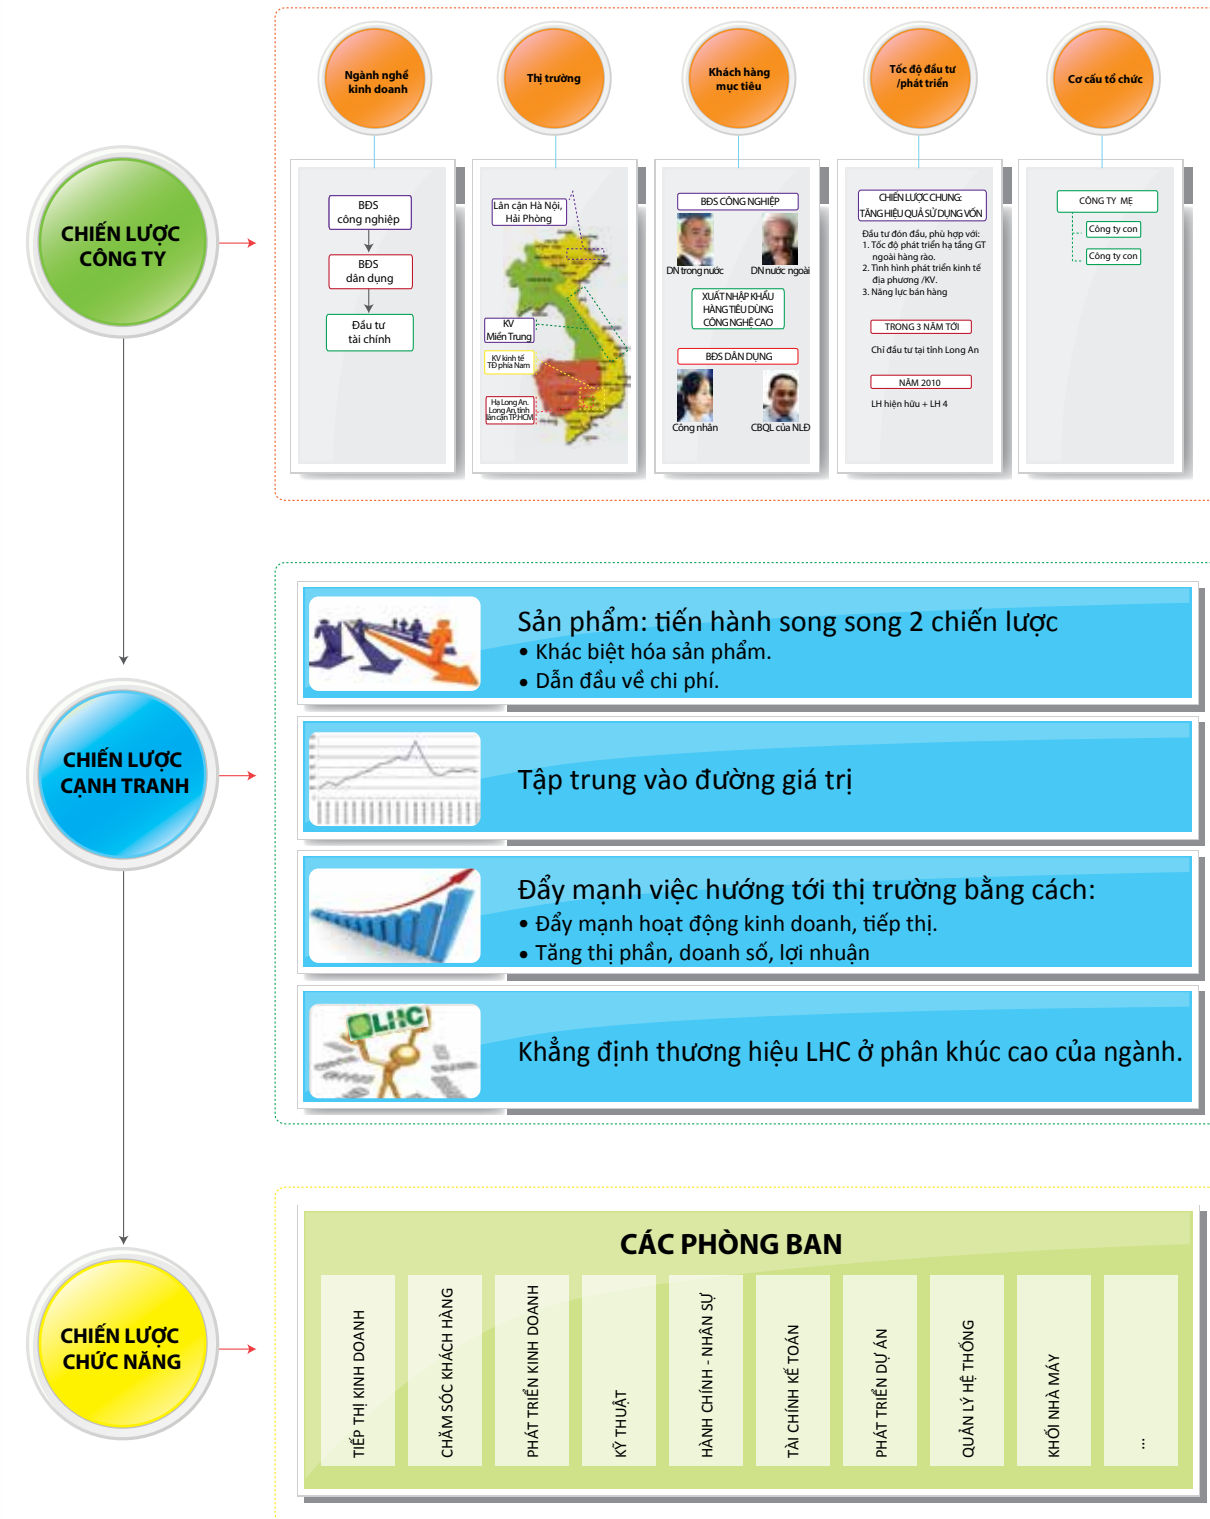 Ngành nghề
kinh doanh
Thị trường
Khách hàng
mục tiêu
Tốc độ đầu tư
/phát triển
Cơ cấu tổ chức
CHIẾN LƯỢC
CÔNG TY
BĐS
công nghiệp
BĐS
dân dụng
Đầu tư
tài chính
Lân cận Hà Nội,
Hải Phòng
KV
Miền Trung
KV kinh tế
TĐ phía Nam
Hạ Long An.
Long An, tỉnh
lân cận TP.HCM
BĐS CÔNG NGHIỆP
DN trong nước
DN nước ngoài
XUẤT NHẬP KHẨU
HÀNG TIÊU DÙNG
CÔNG NGHỆ CAO
BĐS DÂN DỤNG
Công nhân
CBQL của NLĐ
CHIẾN LƯỢC CHUNG:
TĂNG HIỆU QUẢ SỬ DỤNG VỐN
Đầu tư đón đầu, phù hợp với:
1. Tốc độ phát triển hạ tầng GT
ngoài hàng rào.
2. Tình hình phát triển kinh tế
địa phương /KV.
3. Năng lực bán hàng
TRONG 3 NĂM TỚI
Chỉ đầu tư tại tỉnh Long An
NĂM 2010
LH hiện hữu + LH 4
CÔNG TY MẸ
Công ty con
Công ty con
CHIẾN LƯỢC
CẠNH TRANH
Sản phẩm: tiến hành song song 2 chiến lược
• Khác biệt hóa sản phẩm.
• Dẫn đầu về chi phí.
Tập trung vào đường giá trị
Đẩy mạnh việc hướng tới thị trường bằng cách:
• Đẩy mạnh hoạt động kinh doanh, tiếp thị.
• Tăng thị phần, doanh số, lợi nhuận
LHC
Khẳng định thương hiệu LHC ở phân khúc cao của ngành.
CHIẾN LƯỢC
CHỨC NĂNG
CÁC PHÒNG BAN
TIẾP THỊ KINH DOANH
CHĂM SÓC KHÁCH HÀNG
PHÁT TRIỂN KINH DOANH
KỸ THUẬT
HÀNH CHÍNH - NHÂN SỰ
TÀI CHÍNH KẾ TOÁN
PHÁT TRIỂN DỰ ÁN
QUẢN LÝ HỆ THỐNG
KHỐI NHÀ MÁY
...